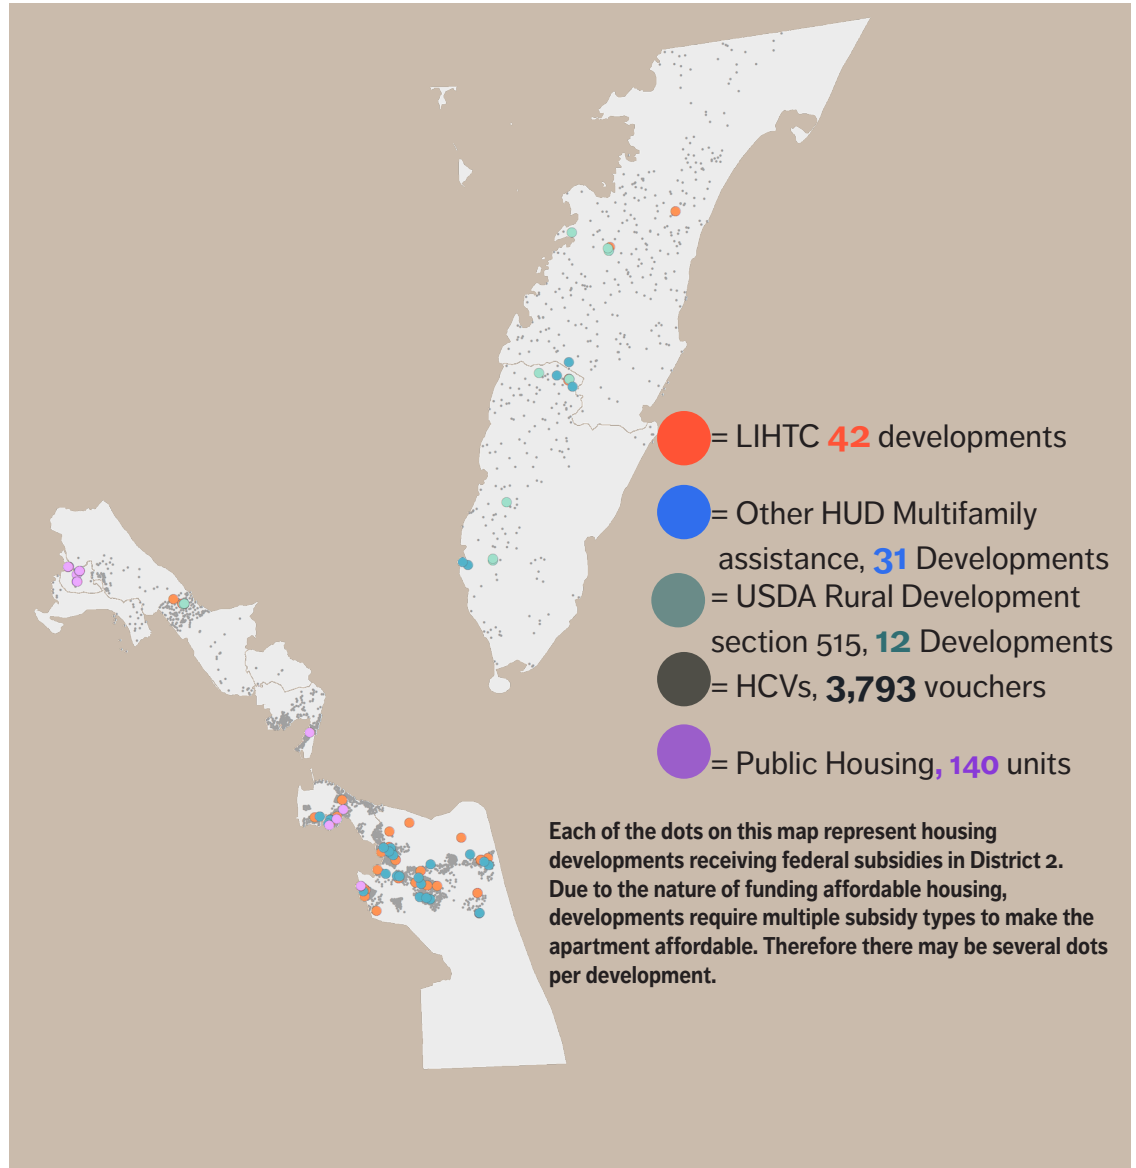 = LIHTC 42 developments
= Other HUD Multifamily
assistance, 31 Developments
= USDA Rural Development
section 515, 12 Developments
= HCVs, 3,793 vouchers
= Public Housing, 140 units
Each of the dots on this map represent housing
developments receiving federal subsidies in District 2.
Due to the nature of funding affordable housing,
developments require multiple subsidy types to make the
apartment affordable. Therefore there may be several dots
per development.